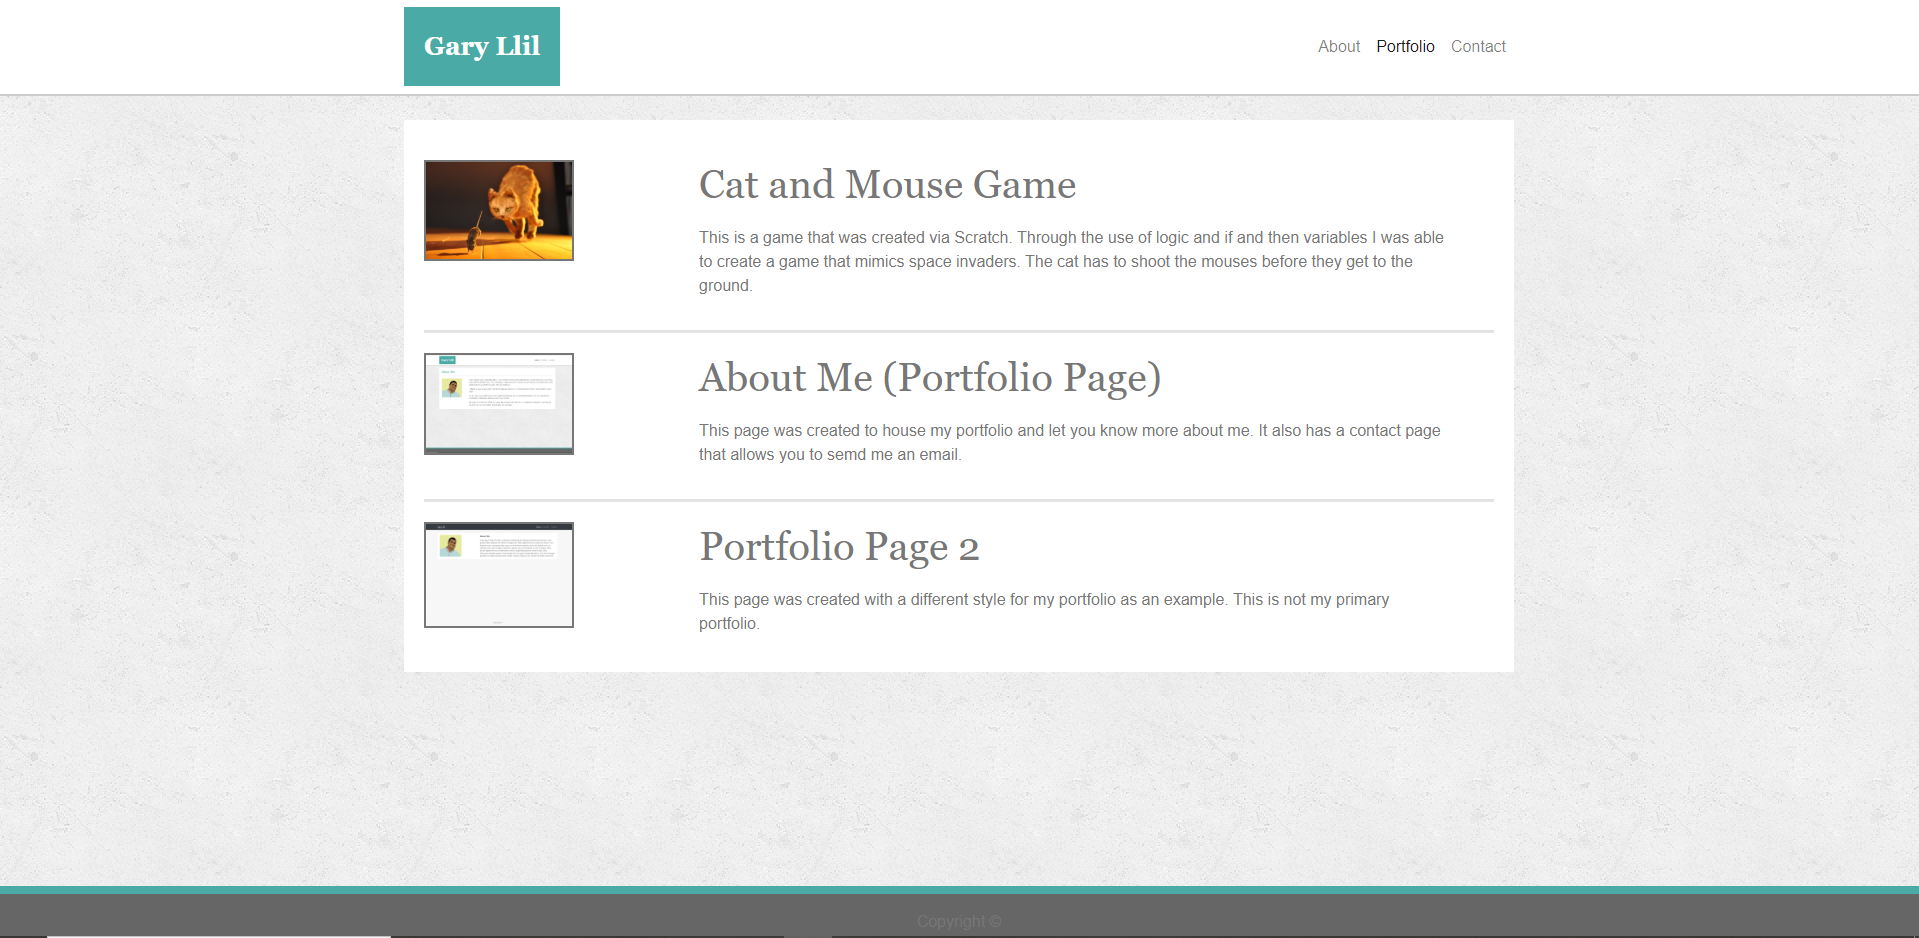 Gary Llil
About Portfolio Contact
Cat and Mouse Game
This is a game that was created via Scratch. Through the use of logic and if and then variables I was able
to create a game that mimics space invaders. The cat has to shoot the mouses before they get to the
ground.
About Me (Portfolio Page)
This page was created to house my portfolio and let you know more about me. It also has a contact page
that allows you to semd me an email.
Portfolio Page 2
This page was created with a different style for my portfolio as an example. This is not my primary
portfolio.
Copyright ©